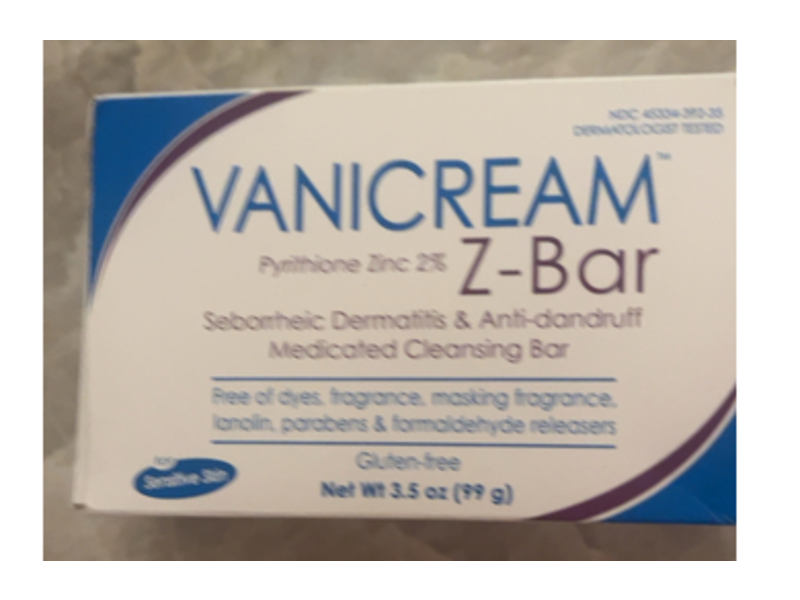 NDC 45334-393-35
DERMATOLOGIST TESTED
VANICREAM™
Pyrithione Zinc 2% Z-Bar
Seborrheic Dermatitis & Anti-dandruff
Medicated Cleansing Bar
Free of dyes, fragrance, masking fragrance,
lanolin, parabens & formaldehyde releasers
Gluten-free
for
Sensitive Skin
Net Wt 3.5 oz (99 g)